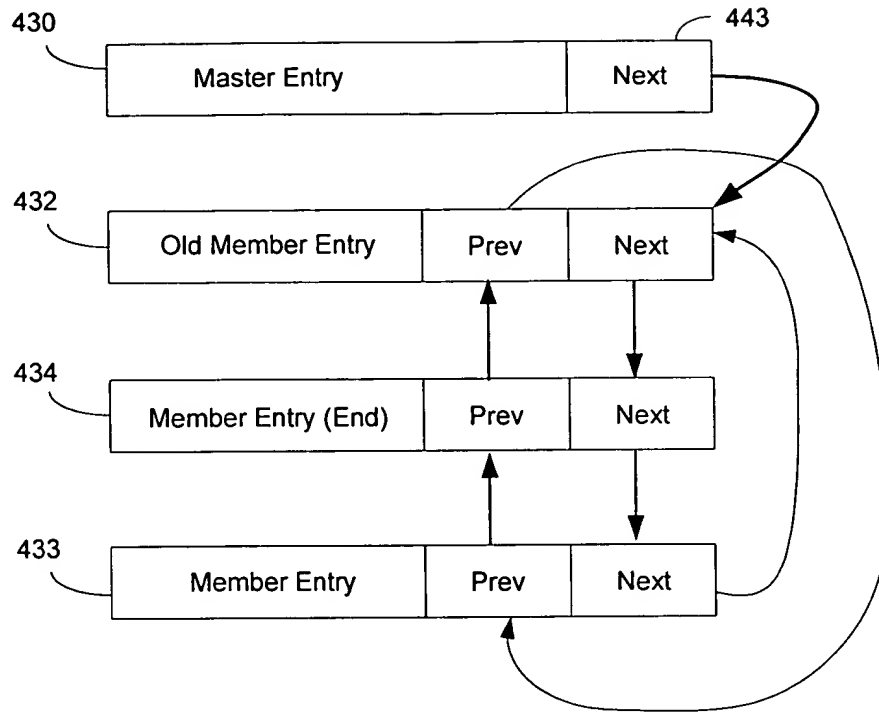 430
443
Master Entry Next
432
Old Member Entry Prev Next
434
Member Entry (End) Prev Next
433
Member Entry Prev Next